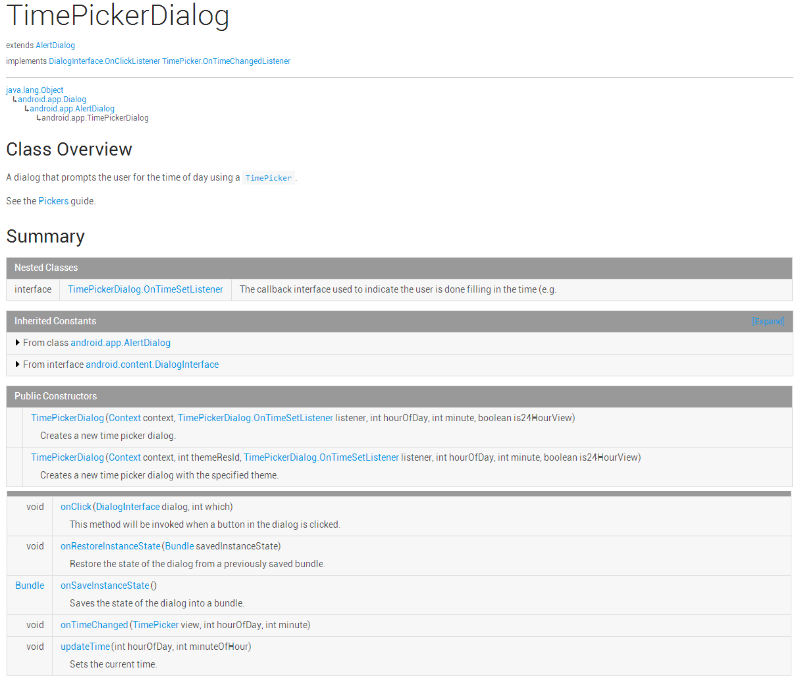 TimePickerDialog
extends AlertDialog
implements DialogInterface.OnClickListener TimePicker.OnTimeChangedListener
java.lang.Object
↳android.app.Dialog
↳android.app.AlertDialog
↳android.app.TimePickerDialog
Class Overview
A dialog that prompts the user for the time of day using a TimePicker.
See the Pickers guide.
Summary
Nested Classes
interface TimePickerDialog.OnTimeSetListener The callback interface used to indicate the user is done filling in the time (e.g.
Inherited Constants [Expand]
From class android.app.AlertDialog
From interface android.content.DialogInterface
Public Constructors
TimePickerDialog(Context context, TimePickerDialog.OnTimeSetListener listener, int hourOfDay, int minute, boolean is24HourView)
Creates a new time picker dialog.
TimePickerDialog(Context context, int themeResId, TimePickerDialog.OnTimeSetListener listener, int hourOfDay, int minute, boolean is24HourView)
Creates a new time picker dialog with the specified theme.
void onClick(DialogInterface dialog, int which)
This method will be invoked when a button in the dialog is clicked.
void onRestoreInstanceState(Bundle savedInstanceState)
Restore the state of the dialog from a previously saved bundle.
Bundle onSaveInstanceState()
Saves the state of the dialog into a bundle.
void onTimeChanged(TimePicker view, int hourOfDay, int minute)
void updateTime(int hourOfDay, int minuteOfHour)
Sets the current time.